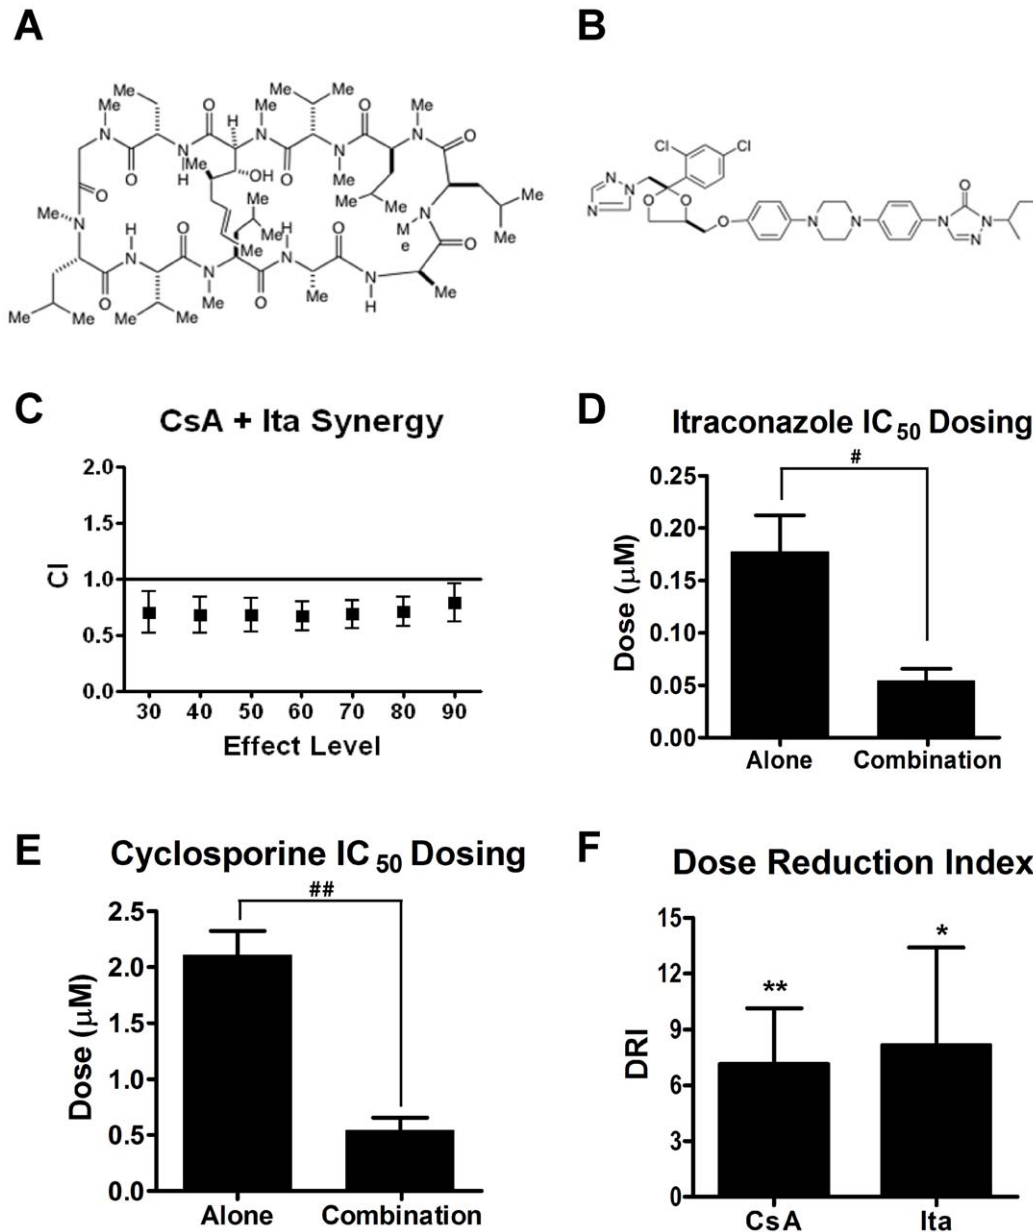 A
B
Me
Me
Me
Me
O
H
Me
O
Me
O
N
N
H
N
N
N
O
O
Me
OH
O
Me
Me
Me
Me
O
Me
N
Me
Me
H
Me
H
N
M
e
Me
O
N
O
N
O
N
O
N
H
Me
Me
Me
O
Me
Me
Me
O
Me
O
Cl
Cl
N
N
N
O
O
O
N
N
N
O
N
N
C
CsA + Ita Synergy
CI
2.0
1.5
1.0
0.5
0.0
30 40 50 60 70 80 90
Effect Level
D
Itraconazole IC50 Dosing
#
Dose (μM)
0.25
0.20
0.15
0.10
0.05
0.00
Alone Combination
E
Cyclosporine IC50 Dosing
##
Dose (μM)
2.5
2.0
1.5
1.0
0.5
0.0
Alone Combination
F
Dose Reduction Index
DRI
15
12
9
6
3
0
**
*
CsA Ita